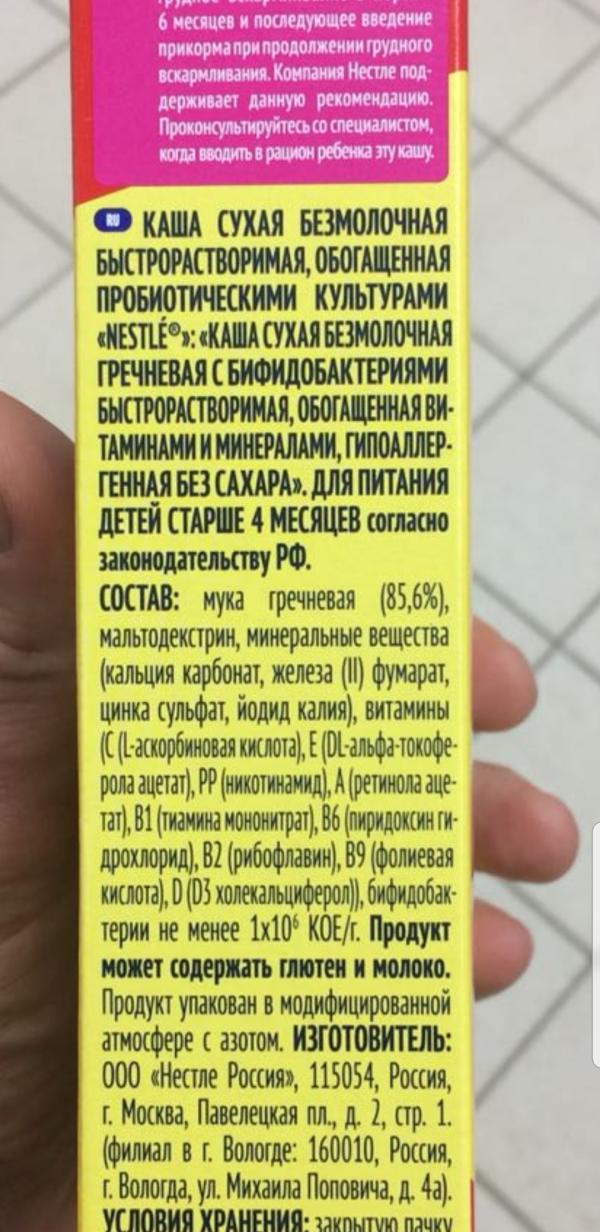 6 месяцев и последующее введение
прикорма при продолжении грудного
вскармливания. Компания Нестле под-
держивает данную рекомендацию.
Проконсультируйтесь со специалистом,
когда вводить в рацион ребенка эту кашу.
RU КАША СУХАЯ БЕЗМОЛОЧНАЯ
БЫСТРОРАСТВОРИМАЯ, ОБОГАЩЕННАЯ
ПРОБИОТИЧЕСКИМИ КУЛЬТУРАМИ
«NESTLÉ®»: «КАША СУХАЯ БЕЗМОЛОЧНАЯ
ГРЕЧНЕВАЯ С БИФИДОБАКТЕРИЯМИ
БЫСТРОРАСТВОРИМАЯ, ОБОГАЩЕННАЯ ВИ-
ТАМИНАМИ И МИНЕРАЛАМИ, ГИПОАЛЛЕР-
ГЕННАЯ БЕЗ САХАРА». ДЛЯ ПИТАНИЯ
ДЕТЕЙ СТАРШЕ 4 МЕСЯЦЕВ согласно
законодательству РФ.
СОСТАВ: мука гречневая (85,6%),
мальтодекстрин, минеральные вещества
(кальция карбонат, железа (II) фумарат,
цинка сульфат, йодид калия), витамины
(C (L-аскорбиновая кислота), E (DL-альфа-токофе-
рола ацетат), PP (никотинамид), A (ретинола аце-
тат), B1 (тиамина мононитрат), B6 (пиридоксин ги-
дрохлорид), B2 (рибофлавин), B9 (фолиевая
кислота), D (D3 холекальциферол)), бифидобак-
терии не менее 1x10⁶ КОЕ/г. Продукт
может содержать глютен и молоко.
Продукт упакован в модифицированной
атмосфере с азотом. ИЗГОТОВИТЕЛЬ:
ООО «Нестле Россия», 115054, Россия,
г. Москва, Павелецкая пл., д. 2, стр. 1.
(филиал в г. Вологде: 160010, Россия,
г. Вологда, ул. Михаила Поповича, д. 4а).
УСЛОВИЯ ХРАНЕНИЯ: закрытую пачку